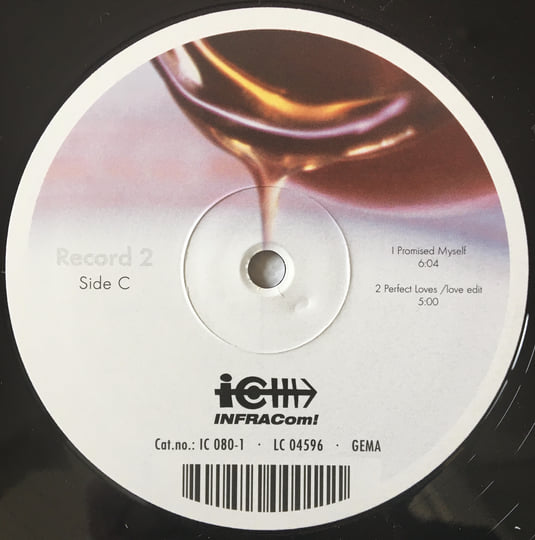 Record 2
Side C
I Promised Myself
6:04
2 Perfect Loves /love edit
5:00
iC
INFRACom!
Cat.no.: IC 080-1 · LC 04596 · GEMA